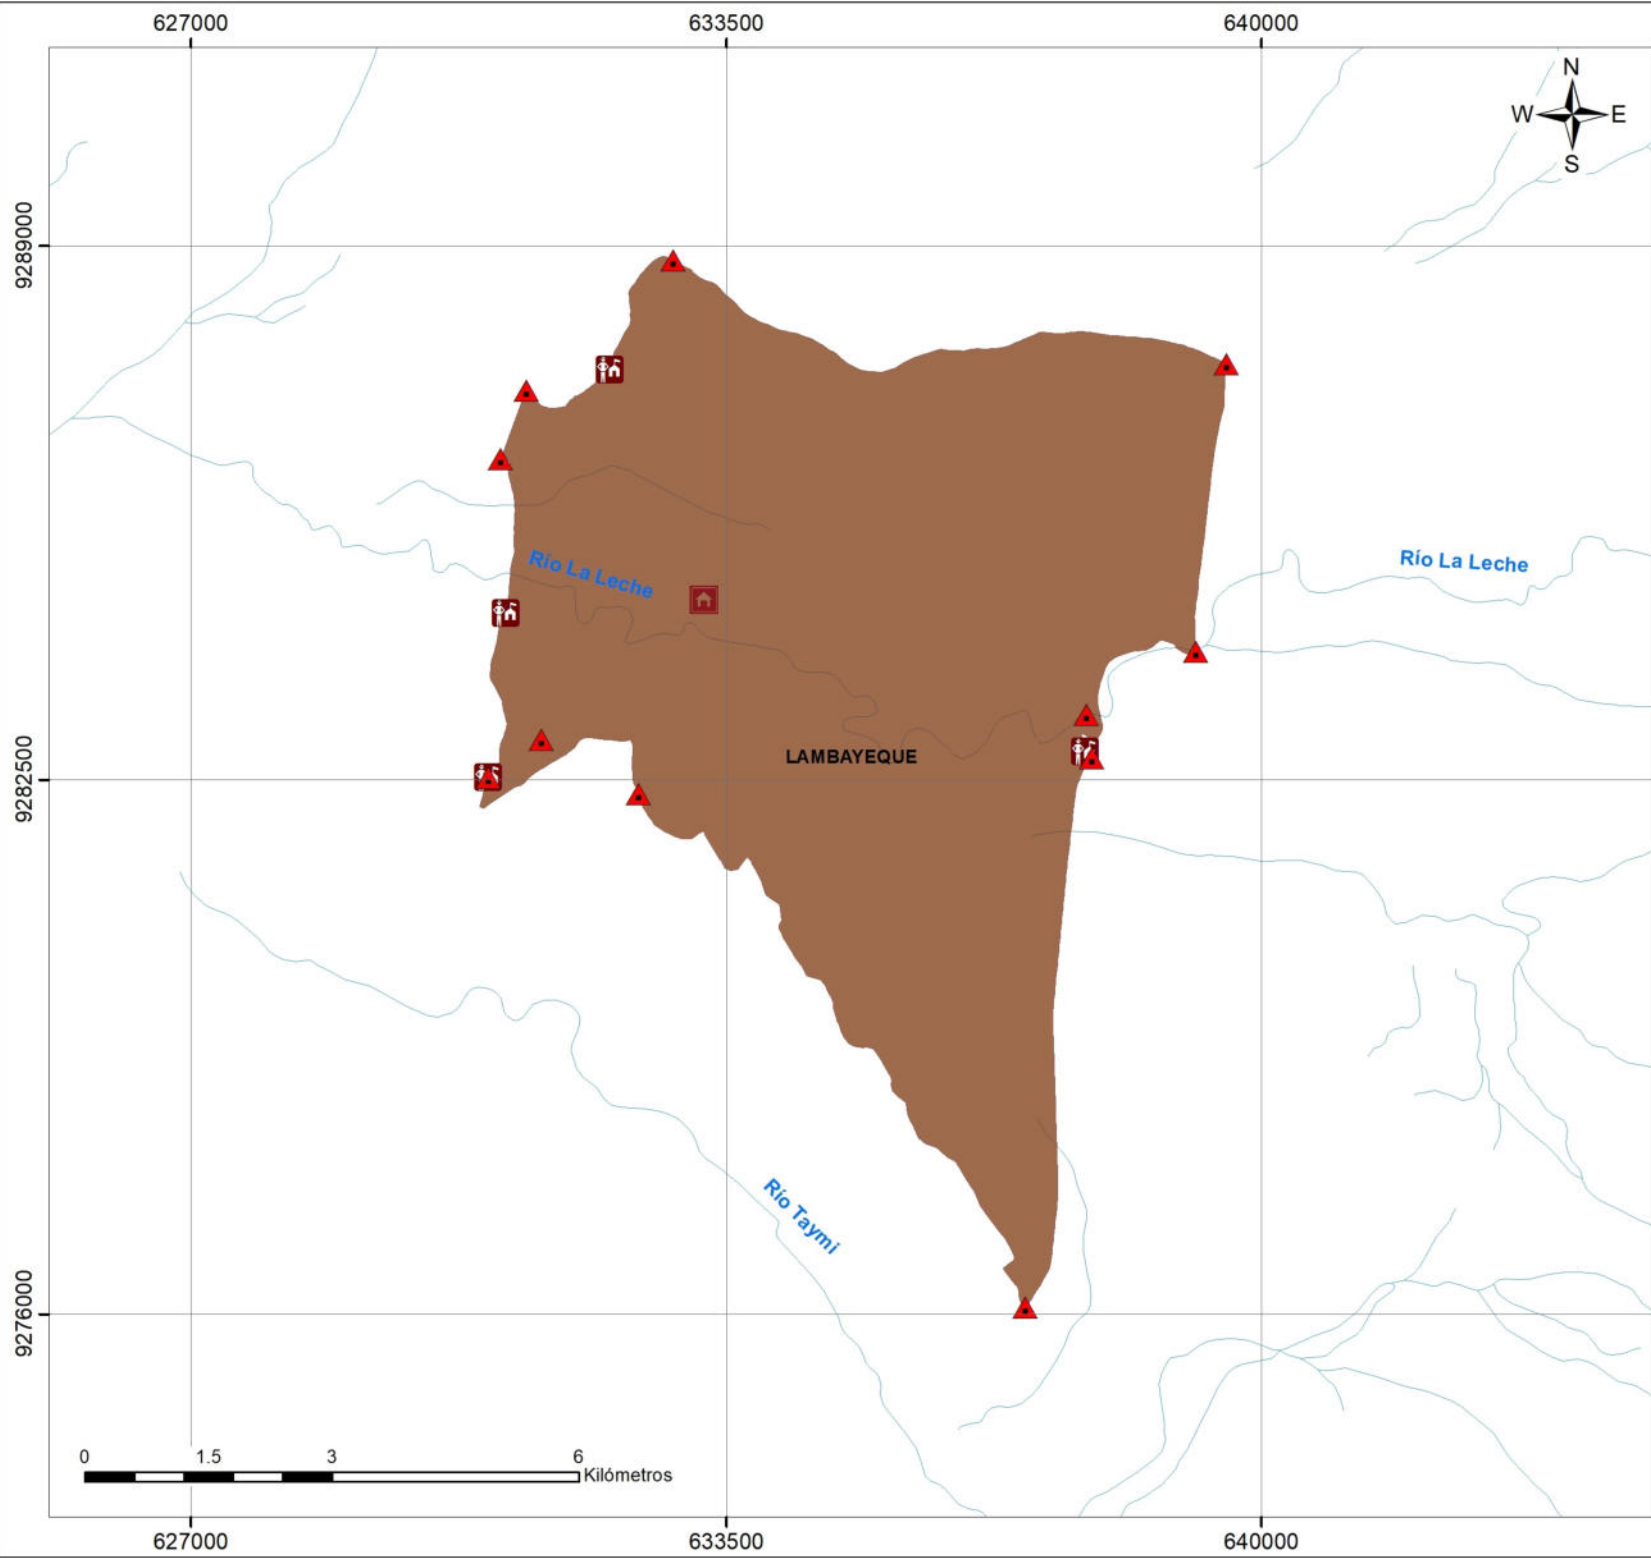 627000 633500 640000
N
W E
S
9289000
Río La Leche
Río La Leche
LAMBAYEQUE
9282500
Río Taymi
9276000
0 1.5 3 6
Kilómetros
627000 633500 640000